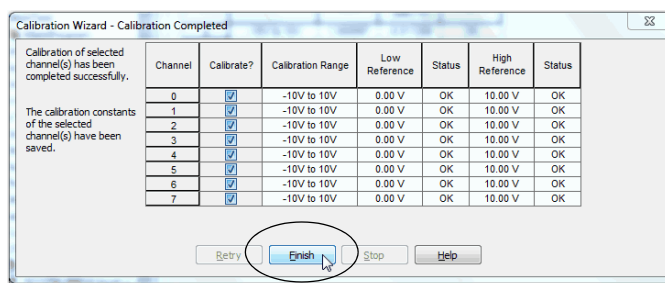 Calibration Wizard - Calibration Completed
Calibration of selected
channel(s) has been
completed successfully.
The calibration constants
of the selected
channel(s) have been
saved.
Channel Calibrate? Calibration Range Low Reference Status High Reference Status
0 -10V to 10V 0.00 V OK 10.00 V OK
1 -10V to 10V 0.00 V OK 10.00 V OK
2 -10V to 10V 0.00 V OK 10.00 V OK
3 -10V to 10V 0.00 V OK 10.00 V OK
4 -10V to 10V 0.00 V OK 10.00 V OK
5 -10V to 10V 0.00 V OK 10.00 V OK
6 -10V to 10V 0.00 V OK 10.00 V OK
7 -10V to 10V 0.00 V OK 10.00 V OK
Retry Finish Stop Help